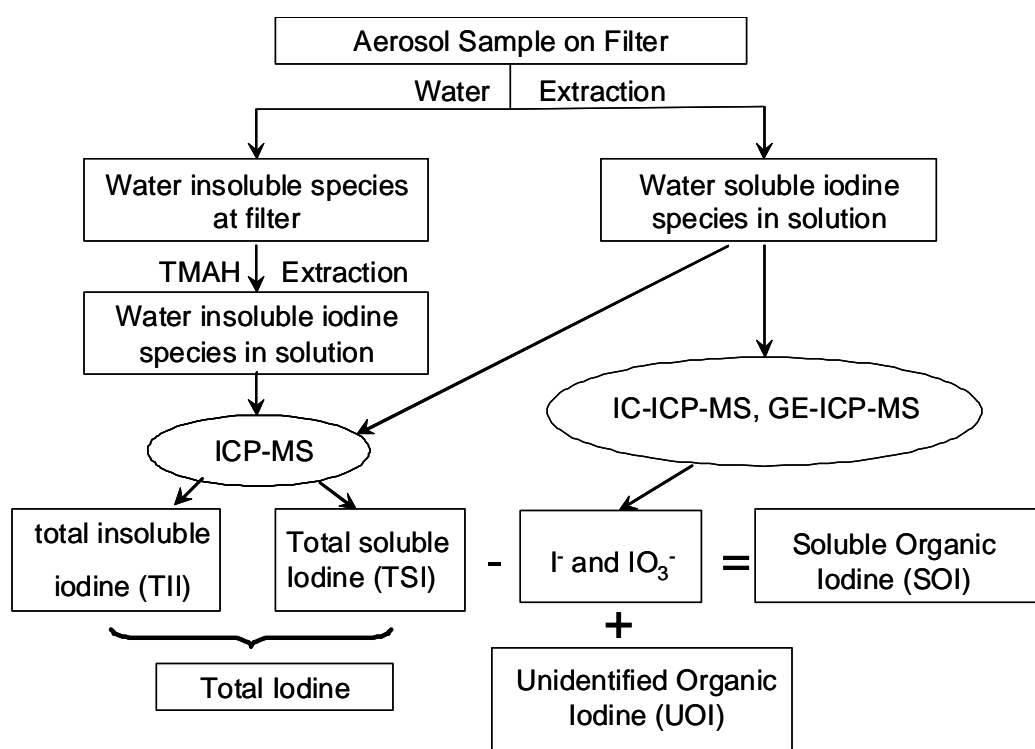 Aerosol Sample on Filter
Water Extraction
Water insoluble species
at filter
Water soluble iodine
species in solution
TMAH Extraction
Water insoluble iodine
species in solution
IC-ICP-MS, GE-ICP-MS
ICP-MS
total insoluble
iodine (TII)
Total soluble
Iodine (TSI)
-
I⁻ and IO₃⁻
=
Soluble Organic
Iodine (SOI)
+
Total Iodine
Unidentified Organic
Iodine (UOI)